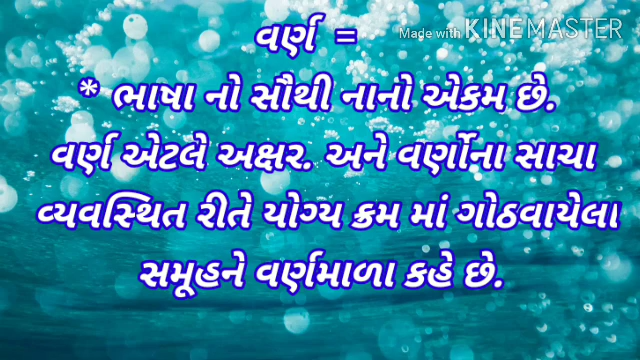 વર્ણ =
Made with KINEMASTER
* ભાષા નો સૌથી નાનો એકમ છે.
વર્ણ એટલે અક્ષર. અને વર્ણોના સાચા
વ્યવસ્થિત રીતે યોગ્ય ક્રમ માં ગોઠવાયેલા
સમૂહને વર્ણમાળા કહે છે.